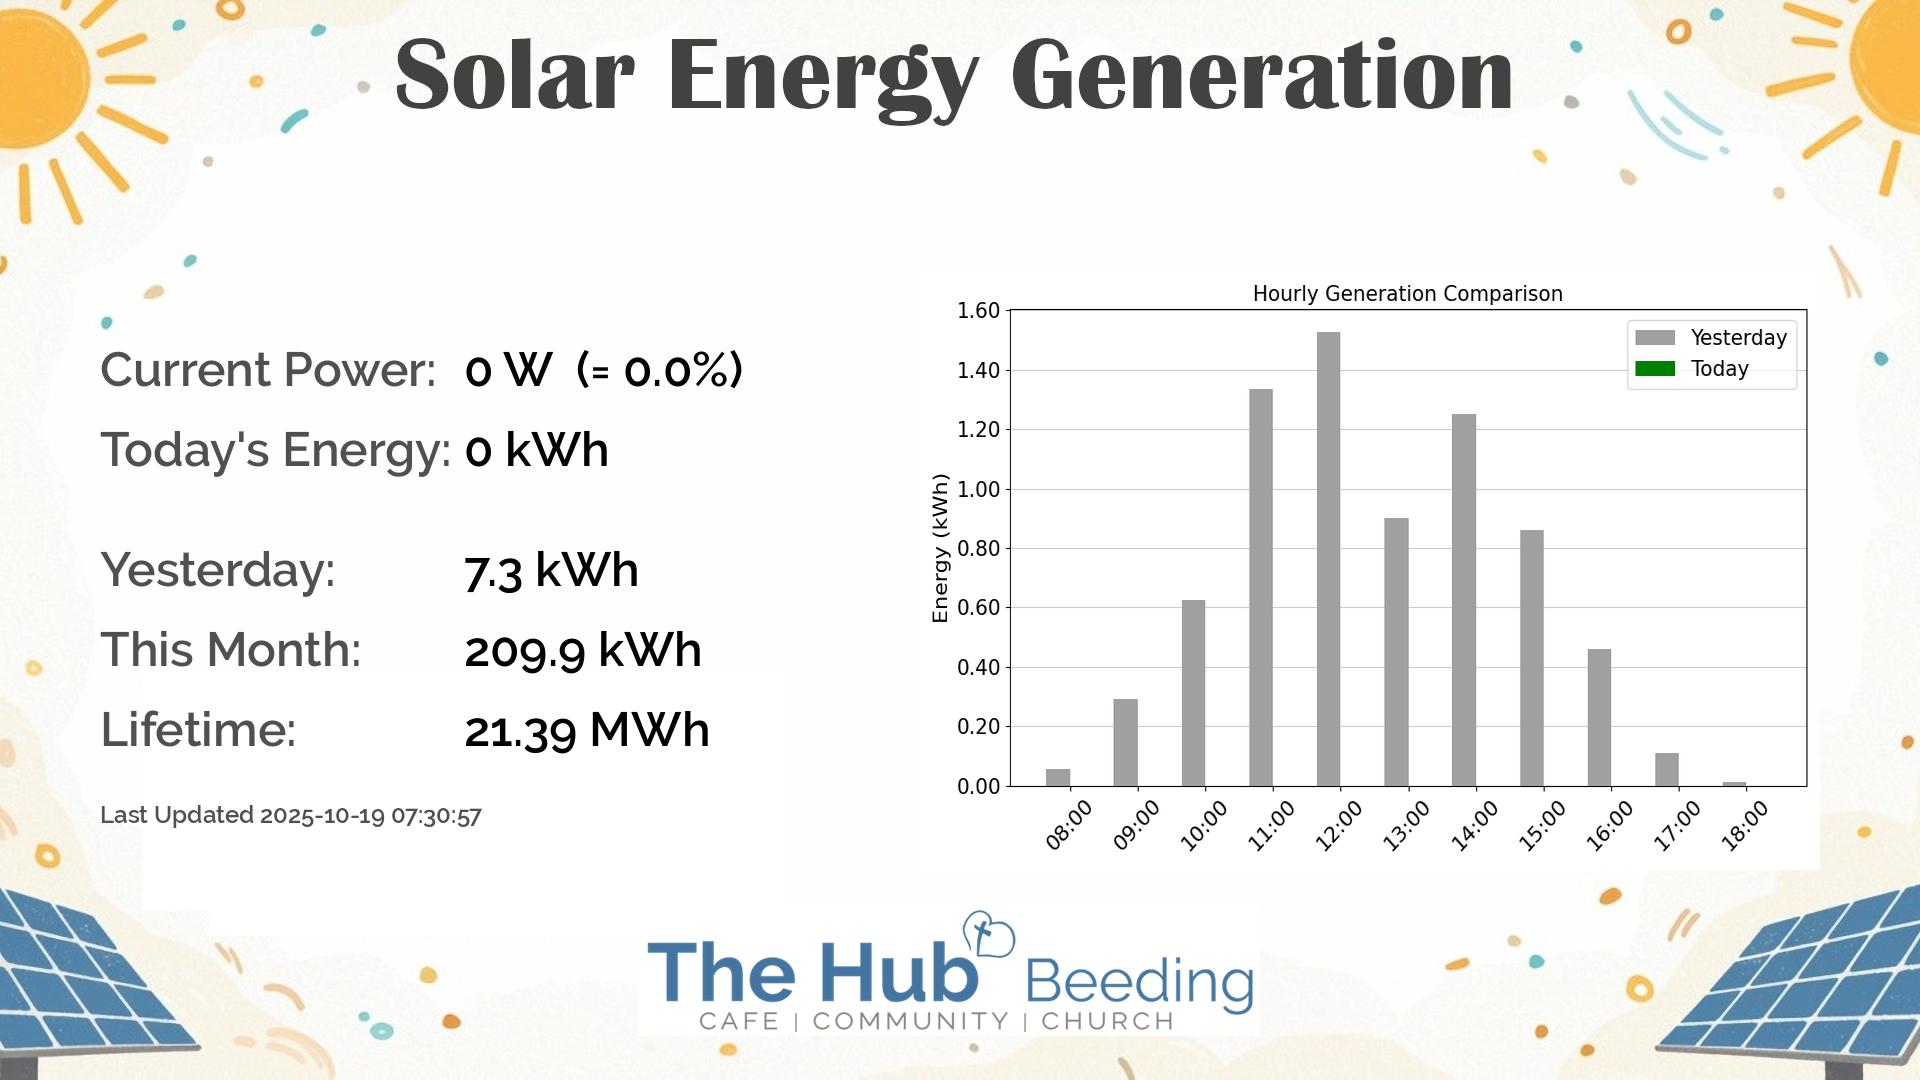 Solar Energy Generation
Current Power: 0 W (= 0.0%)
Today's Energy: 0 kWh
Yesterday: 7.3 kWh
This Month: 209.9 kWh
Lifetime: 21.39 MWh
Last Updated 2025-10-19 07:30:57
Hourly Generation Comparison
Energy (kWh)
1.60
1.40
1.20
1.00
0.80
0.60
0.40
0.20
0.00
Yesterday
Today
08:00 09:00 10:00 11:00 12:00 13:00 14:00 15:00 16:00 17:00 18:00
The Hub Beeding
CAFE | COMMUNITY | CHURCH